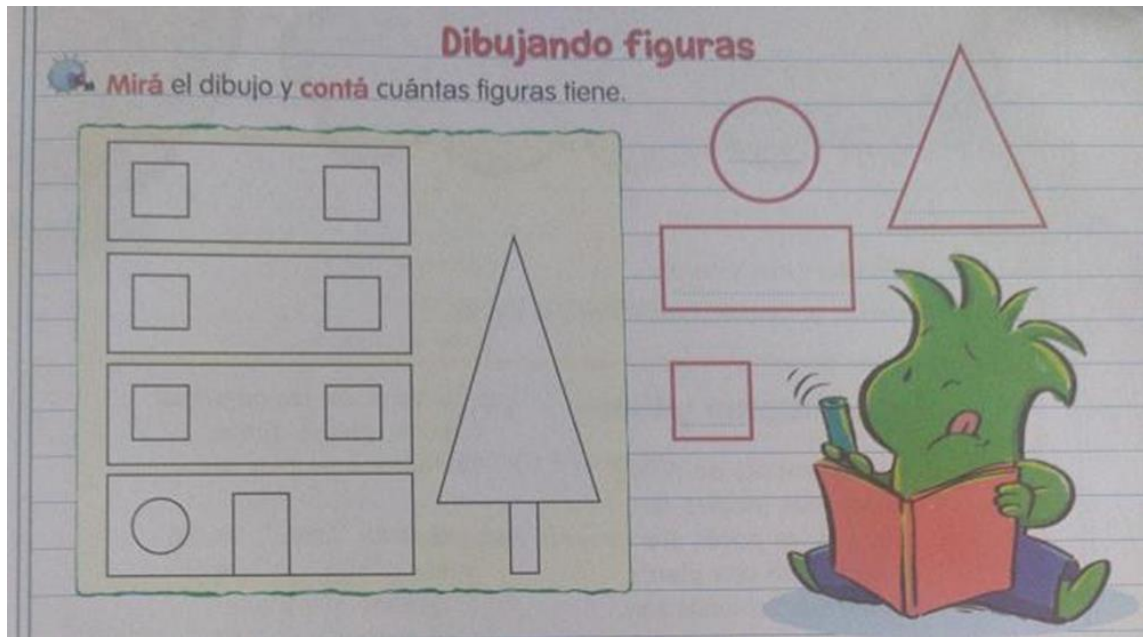 Dibujando figuras
Mirá el dibujo y contá cuántas figuras tiene.